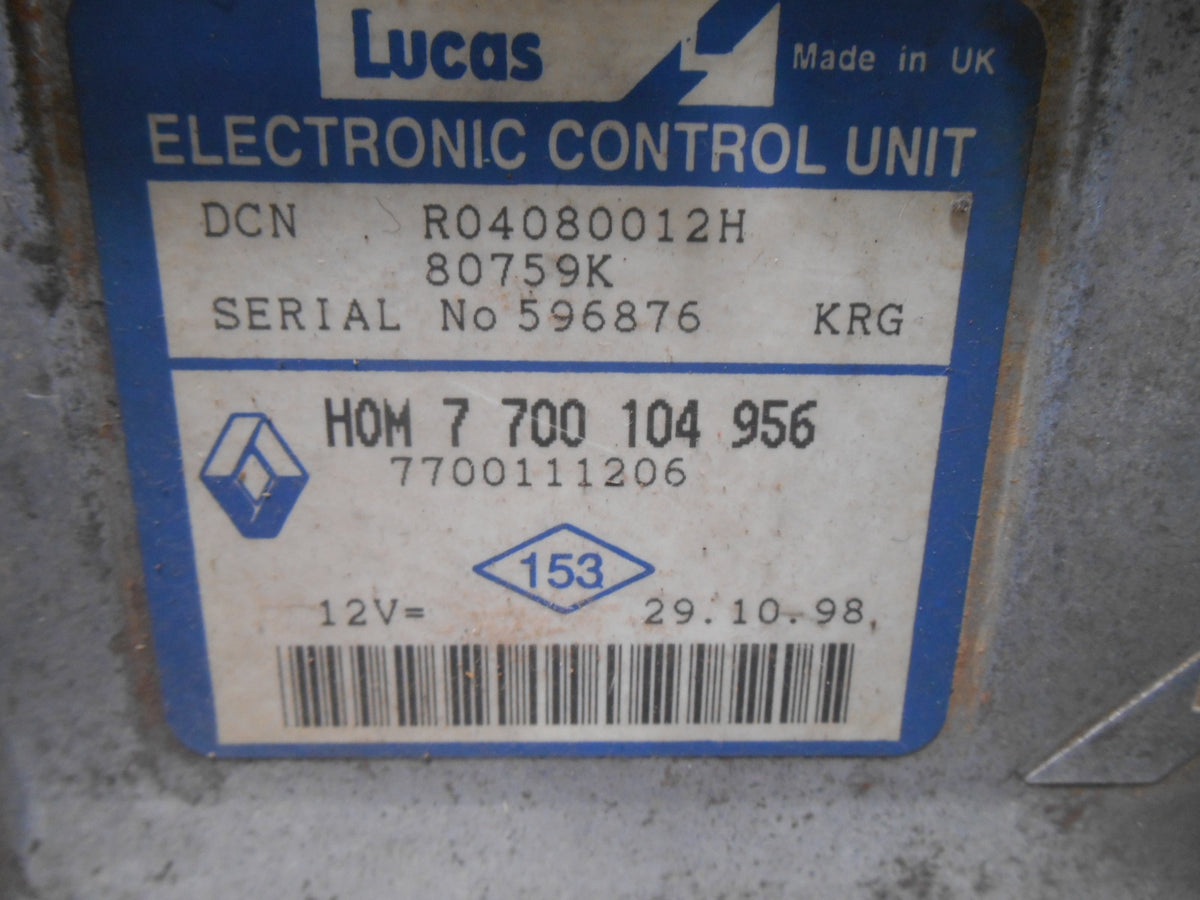 Lucas
Made in UK
ELECTRONIC CONTROL UNIT
DCN R04080012H
80759K
SERIAL No 596876 KRG
HOM 7 700 104 956
7700111206
153
12V= 29.10.98